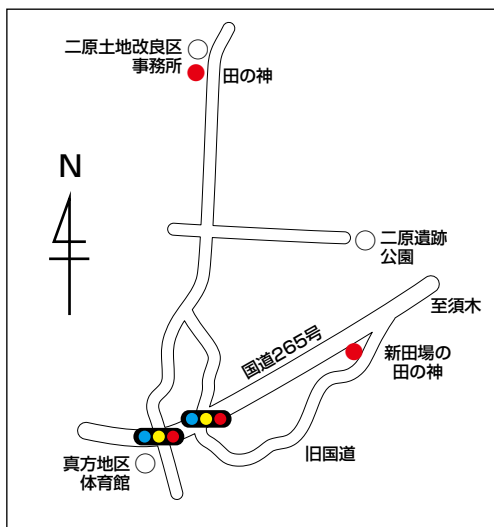 二原土地改良区
事務所
田の神
N
二原遺跡
公園
至須木
国道265号
新田場の
田の神
旧国道
真方地区
体育館